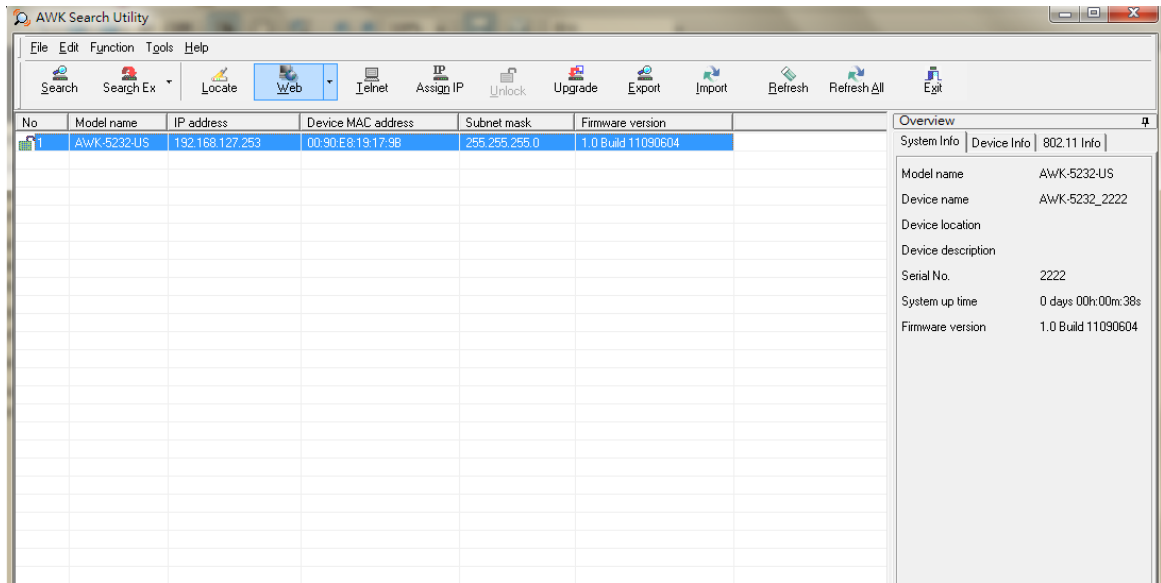 AWK Search Utility
File Edit Function Tools Help
Search Search Ex Locate Web Telnet Assign IP Unlock Upgrade Export Import Refresh Refresh All Exit
No Model name IP address Device MAC address Subnet mask Firmware version
1 AWK-5232-US 192.168.127.253 00:90:E8:19:17:9B 255.255.255.0 1.0 Build 11090604
Overview
System Info Device Info 802.11 Info
Model name AWK-5232-US
Device name AWK-5232_2222
Device location
Device description
Serial No. 2222
System up time 0 days 00h:00m:38s
Firmware version 1.0 Build 11090604